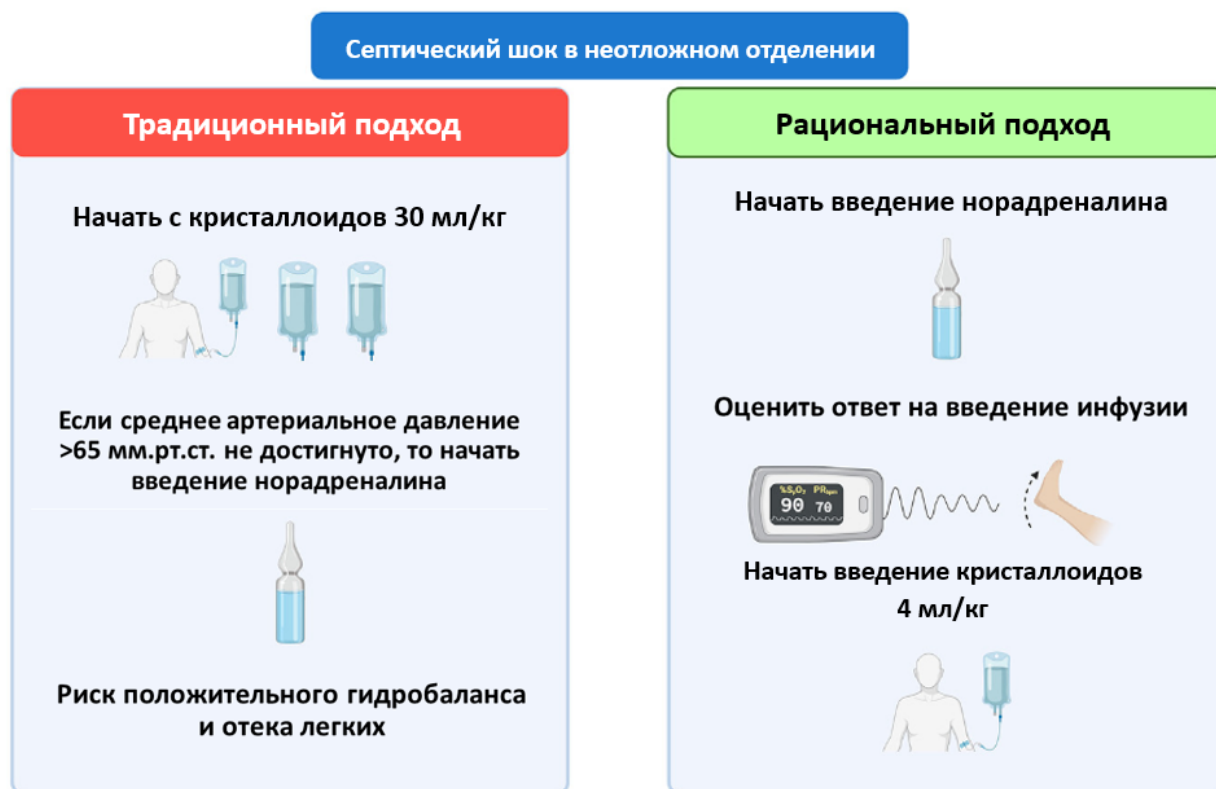 Септический шок в неотложном отделении
Традиционный подход
Начать с кристаллоидов 30 мл/кг
Если среднее артериальное давление
>65 мм.рт.ст. не достигнуто, то начать
введение норадреналина
Риск положительного гидробаланса
и отека легких
Рациональный подход
Начать введение норадреналина
Оценить ответ на введение инфузии
%SpO2 PRbpm
90 70
Начать введение кристаллоидов
4 мл/кг